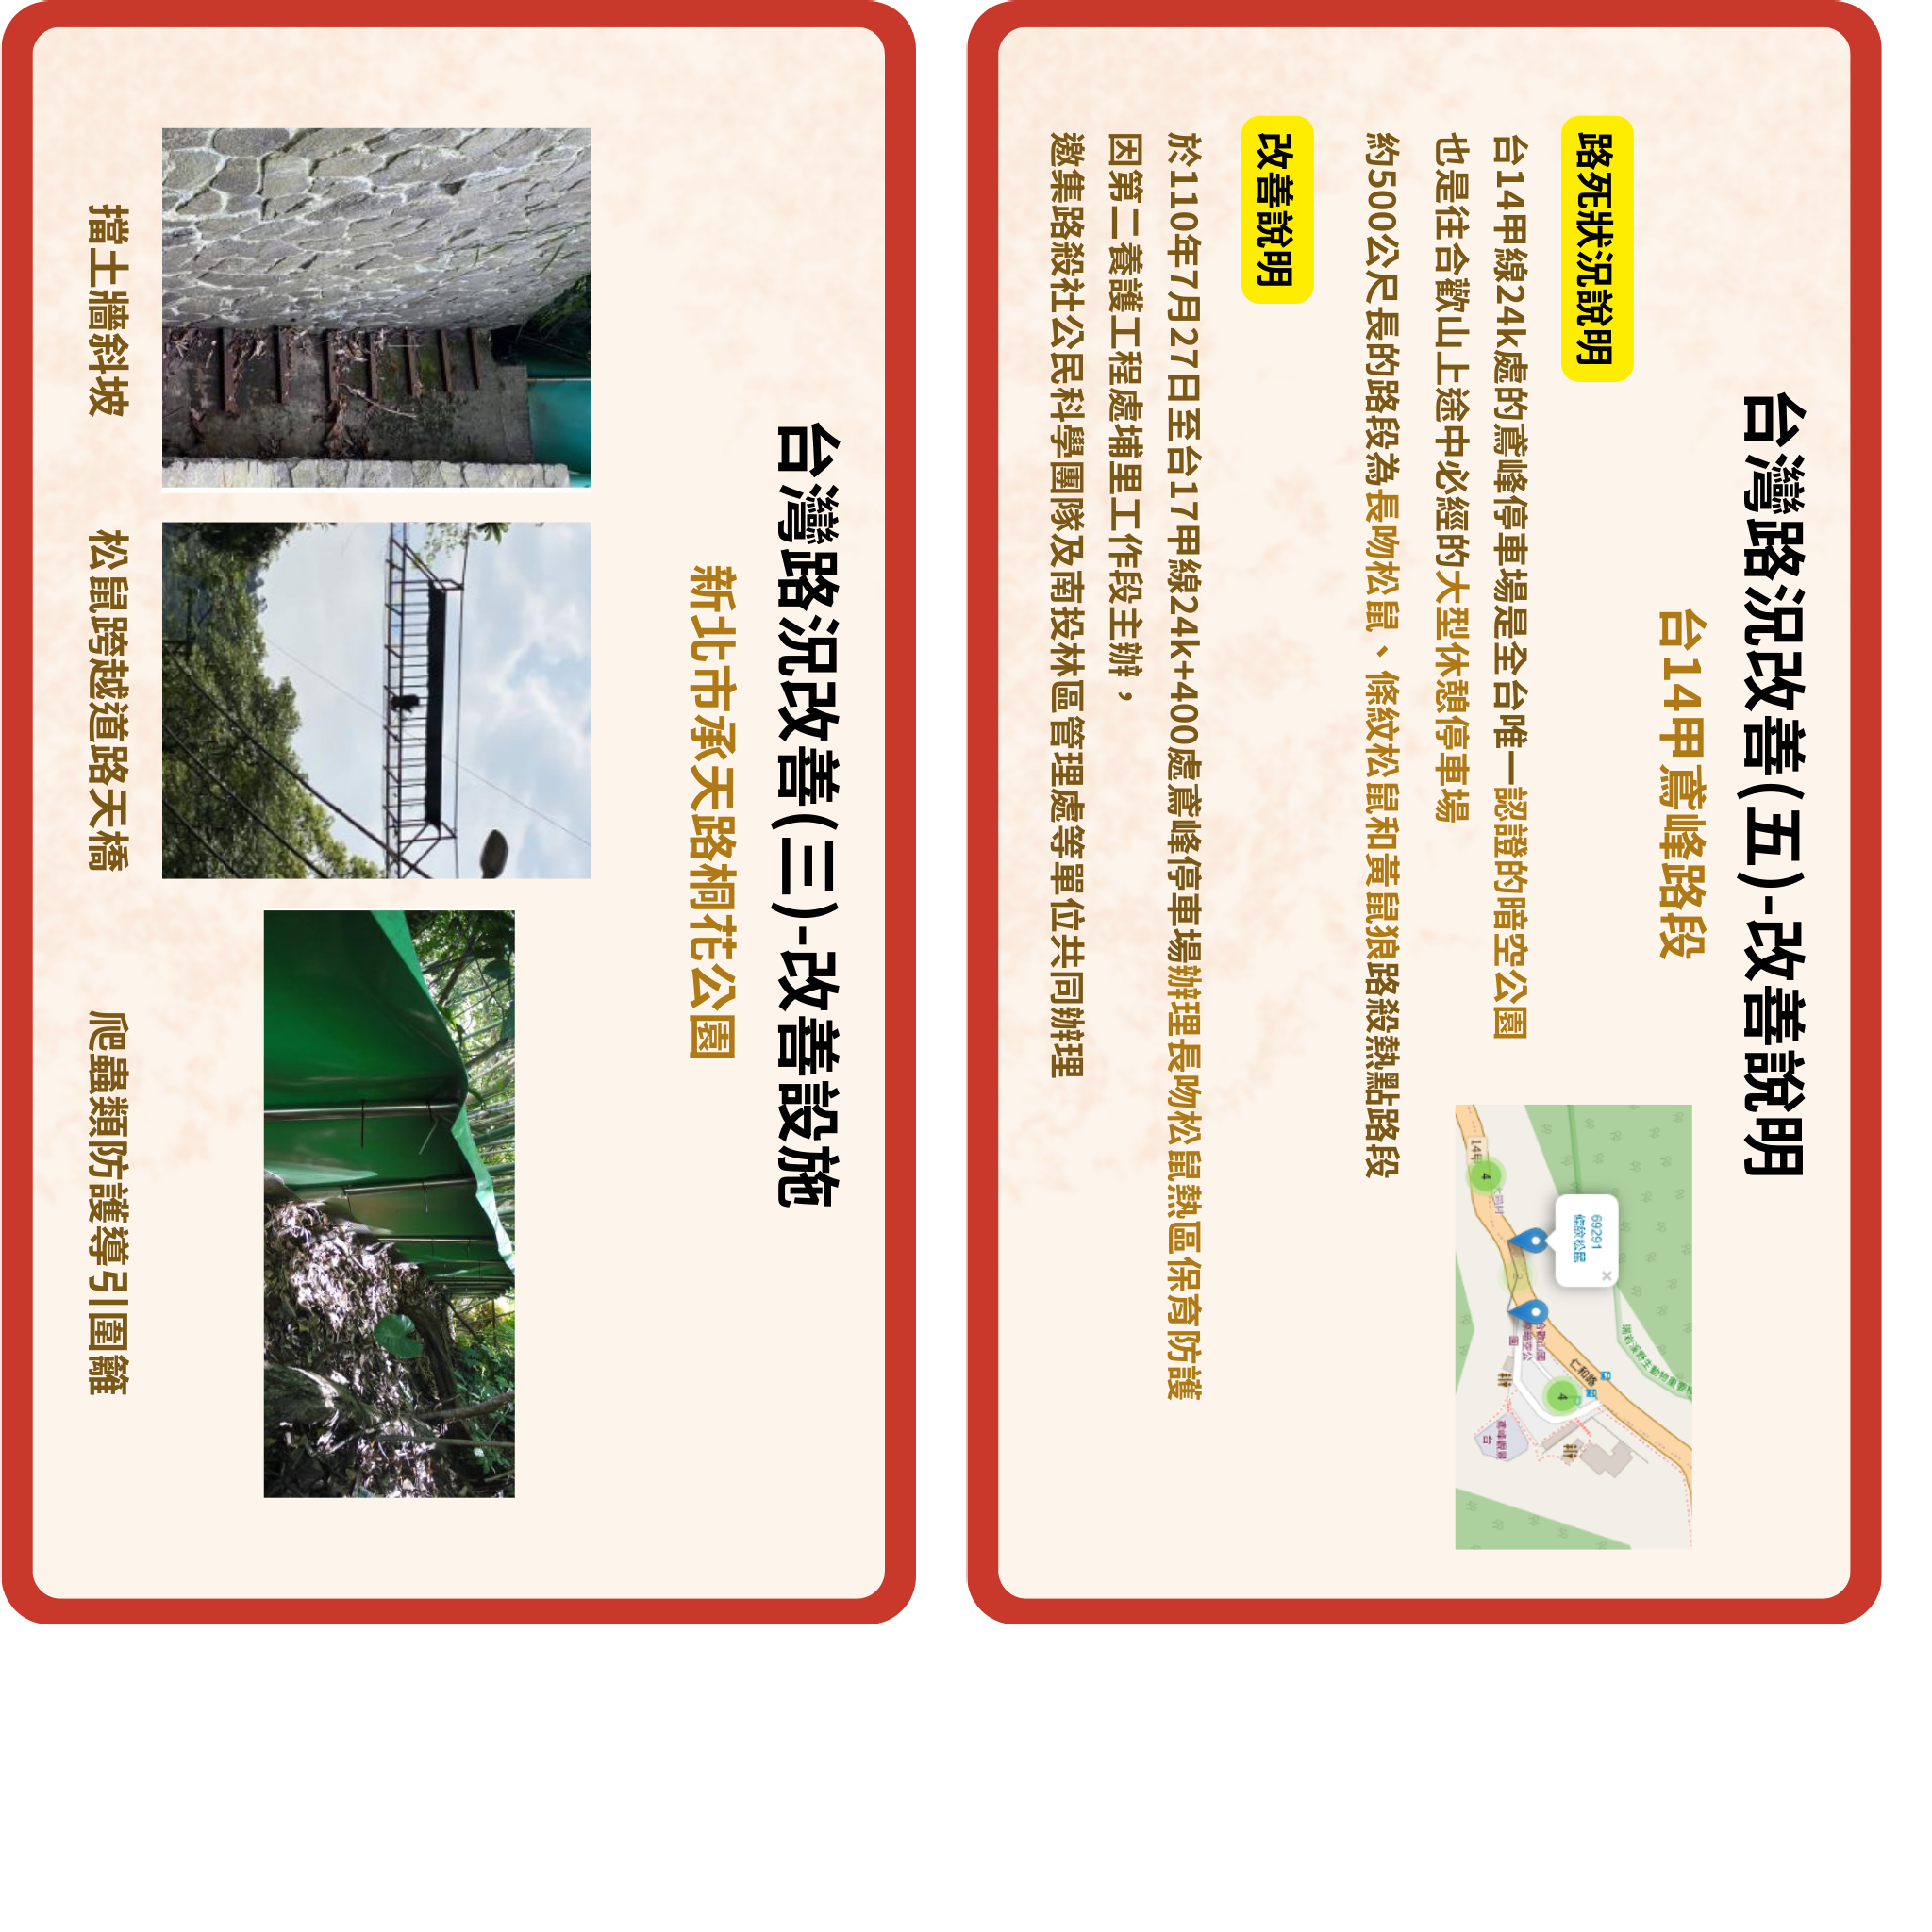 台灣路況改善(五)-改善說明
台14甲鳶峰路段
路死狀況說明
台14甲線24k處的鳶峰停車場是全台唯一認證的暗空公園
也是往合歡山上途中必經的大型休憩停車場
約500公尺長的路段為長吻松鼠、條紋松鼠和黃鼠狼路殺熱點路段
改善說明
於110年7月27日至台17甲線24k+400處鳶峰停車場辦理長吻松鼠熱區保育防護
因第二養護工程處埔里工作段主辦，
邀集路殺社公民科學團隊及南投林區管理處等單位共同辦理
69291
條紋松鼠
14甲
4
2
仁和路
4
鳶峰觀景
台
台灣路況改善(三)-改善設施
新北市承天路桐花公園
擋土牆斜坡
松鼠跨越道路天橋
爬蟲類防護導引圍籬